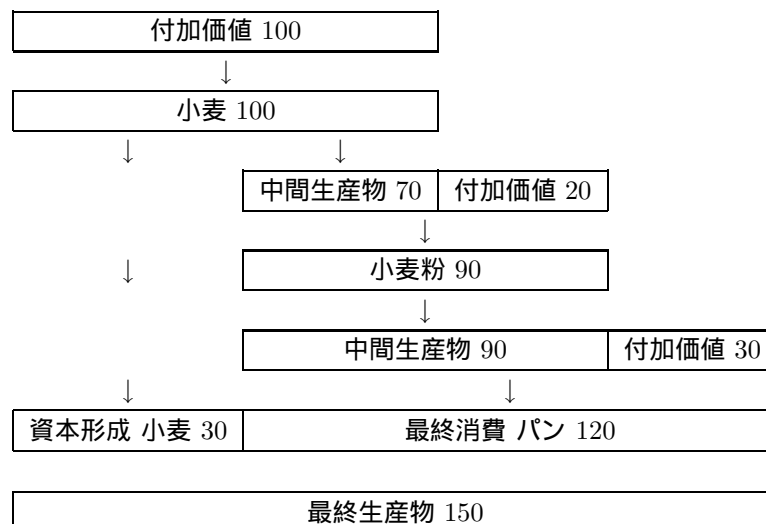 付加価値 100
↓
小麦 100
↓ ↓
中間生産物 70 付加価値 20
↓
↓ 小麦粉 90
↓
中間生産物 90 付加価値 30
↓ ↓
資本形成 小麦 30 最終消費 パン 120
最終生産物 150